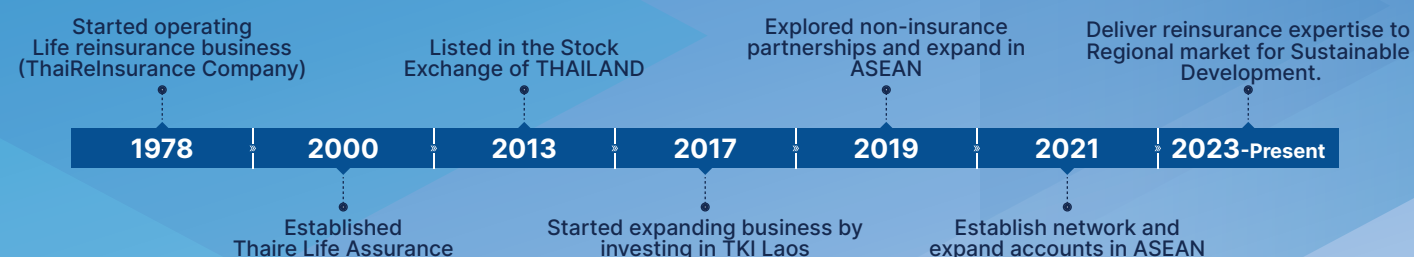 Started operating
Life reinsurance business
(ThaiReInsurance Company)
Listed in the Stock
Exchange of THAILAND
Explored non-insurance
partnerships and expand in
ASEAN
Deliver reinsurance expertise to
Regional market for Sustainable
Development.
1978 » 2000 » 2013 » 2017 » 2019 » 2021 » 2023-Present
Established
Thaire Life Assurance
Started expanding business by
investing in TKI Laos
Establish network and
expand accounts in ASEAN